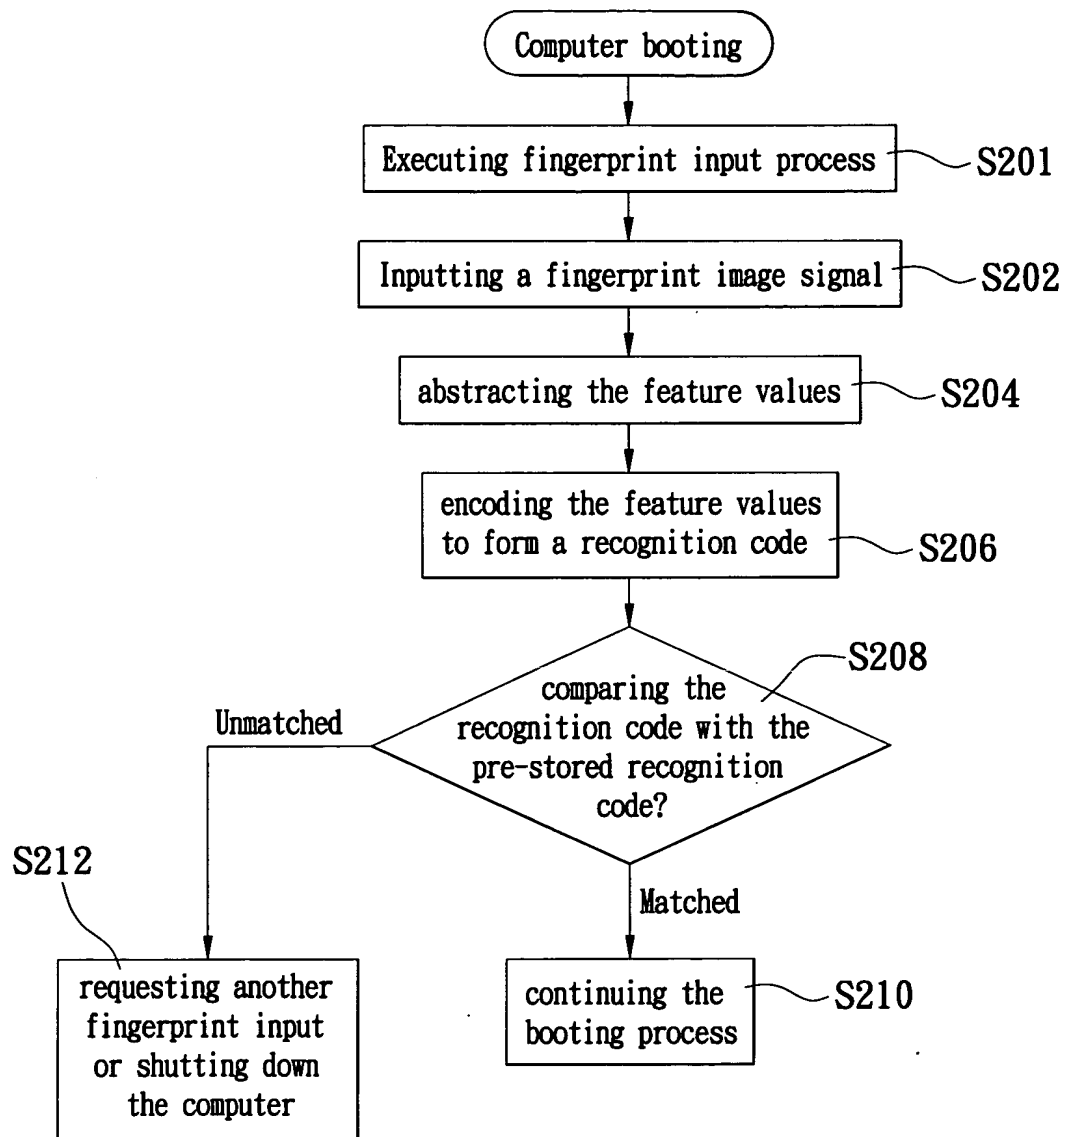 Computer booting
Executing fingerprint input process
S201
Inputting a fingerprint image signal
S202
abstracting the feature values
S204
encoding the feature values
to form a recognition code
S206
S208
comparing the
recognition code with the
pre-stored recognition
code?
Unmatched
Matched
S212
requesting another
fingerprint input
or shutting down
the computer
continuing the
booting process
S210